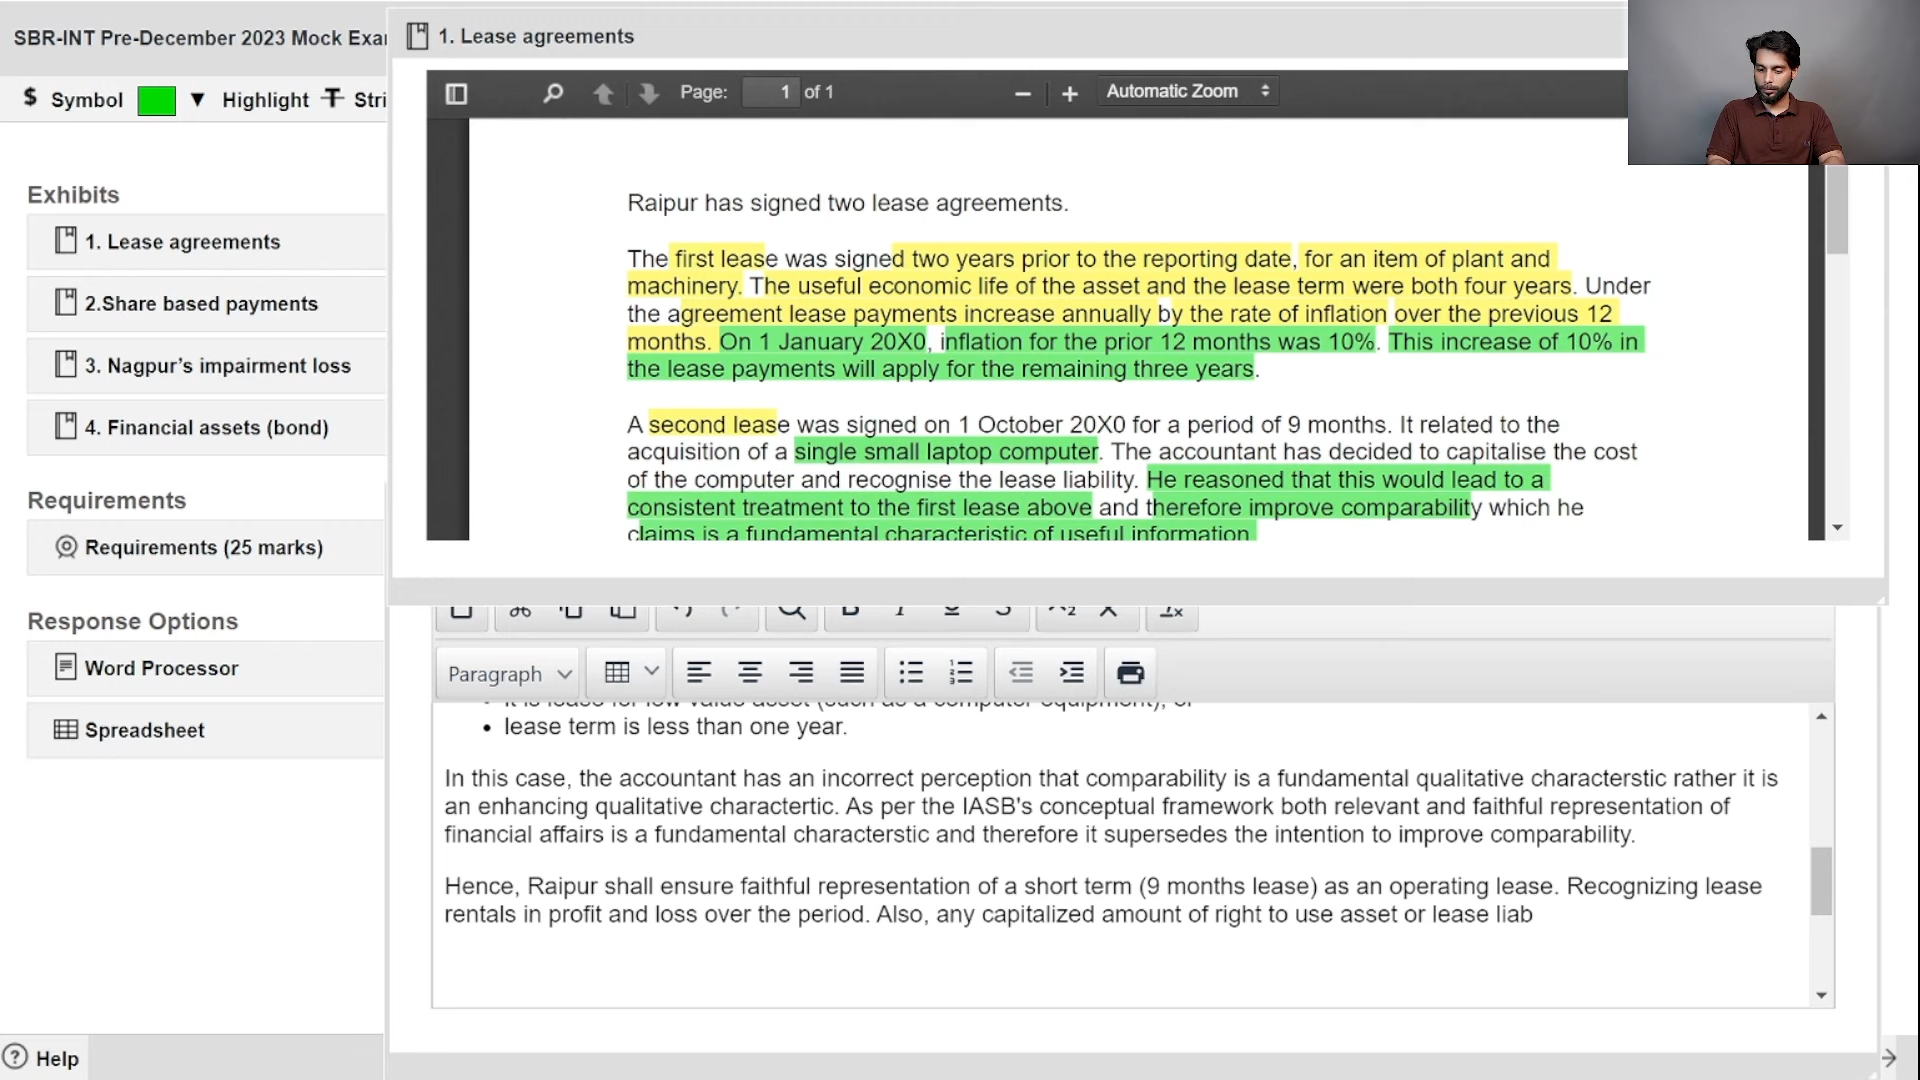 SBR-INT Pre-December 2023 Mock Exa
1. Lease agreements
$ Symbol
Highlight
Page: 1 of 1
Automatic Zoom
Raipur has signed two lease agreements.
The first lease was signed two years prior to the reporting date, for an item of plant and
machinery. The useful economic life of the asset and the lease term were both four years. Under
the agreement lease payments increase annually by the rate of inflation over the previous 12
months. On 1 January 20X0, inflation for the prior 12 months was 10%. This increase of 10% in
the lease payments will apply for the remaining three years.
A second lease was signed on 1 October 20X0 for a period of 9 months. It related to the
acquisition of a single small laptop computer. The accountant has decided to capitalise the cost
of the computer and recognise the lease liability. He reasoned that this would lead to a
consistent treatment to the first lease above and therefore improve comparability which he
claims is a fundamental characteristic of useful information
Exhibits
1. Lease agreements
2.Share based payments
3. Nagpur's impairment loss
4. Financial assets (bond)
Requirements
Requirements (25 marks)
Response Options
Word Processor
Spreadsheet
Help
Paragraph
it is lease for low value asset (such as a computer equipment), or
• lease term is less than one year.
In this case, the accountant has an incorrect perception that comparability is a fundamental qualitative characterstic rather it is
an enhancing qualitative charactertic. As per the IASB's conceptual framework both relevant and faithful representation of
financial affairs is a fundamental characterstic and therefore it supersedes the intention to improve comparability.
Hence, Raipur shall ensure faithful representation of a short term (9 months lease) as an operating lease. Recognizing lease
rentals in profit and loss over the period. Also, any capitalized amount of right to use asset or lease liab